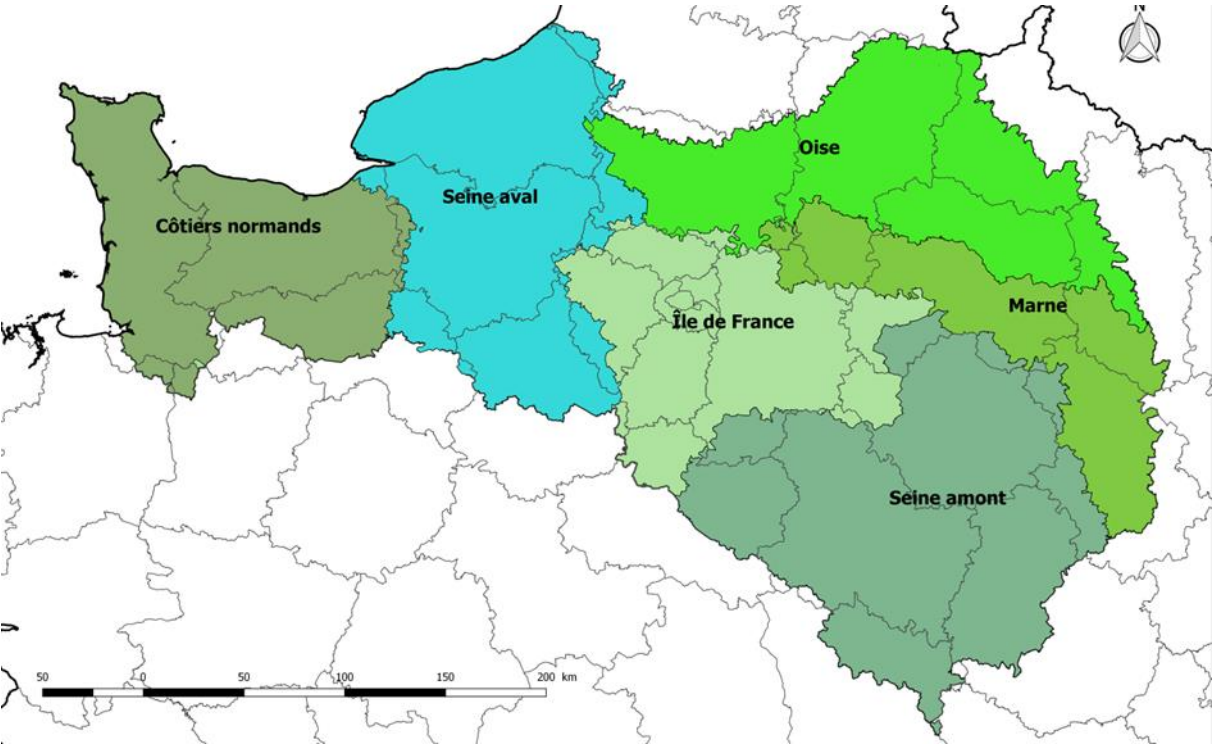 N
Oise
Seine aval
Côtiers normands
Marne
Île de France
Seine amont
50 0 50 100 150 200 km